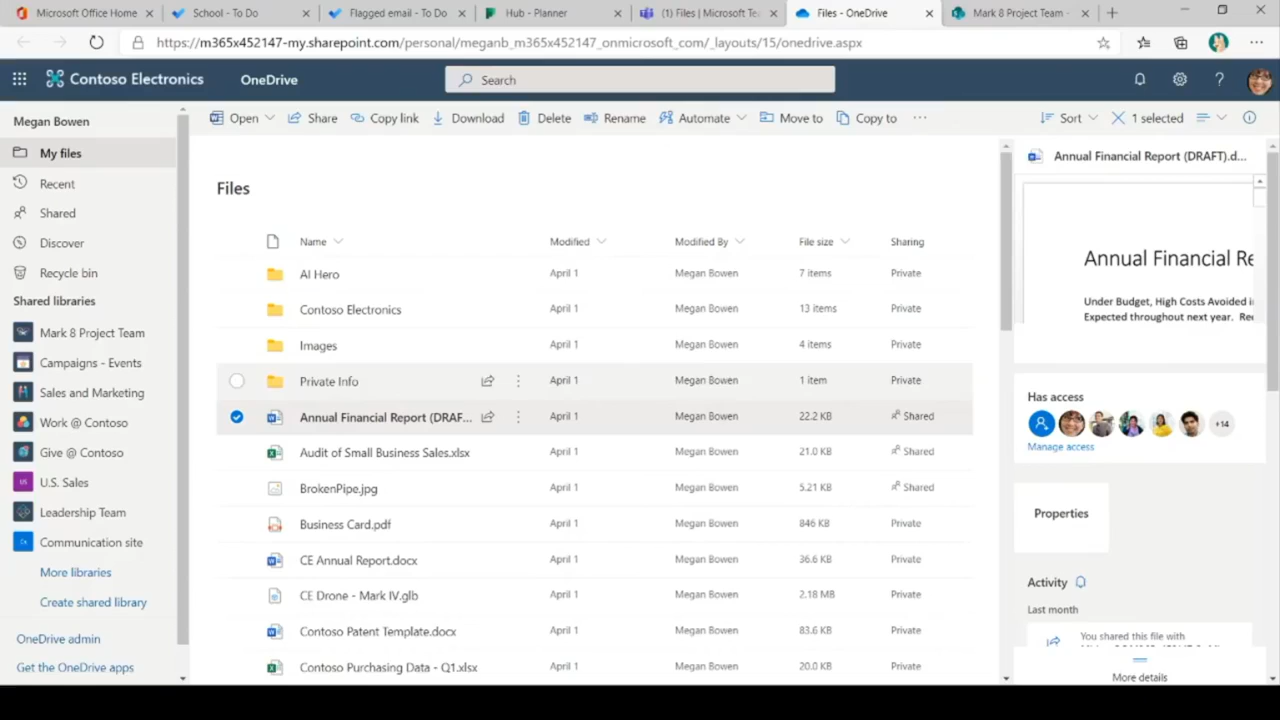 Microsoft Office Home
School - To Do
Flagged email - To Do
Hub - Planner
(1) Files | Microsoft Te
Files - OneDrive
Mark 8 Project Team -
https://m365x452147-my.sharepoint.com/personal/meganb_m365x452147_onmicrosoft_com/_layouts/15/onedrive.aspx
Contoso Electronics
OneDrive
Search
Megan Bowen
Open
Share
Copy link
Download
Delete
Rename
Automate
Move to
Copy to
Sort
1 selected
My files
Recent
Shared
Discover
Recycle bin
Shared libraries
Mark 8 Project Team
Campaigns - Events
Sales and Marketing
Work @ Contoso
Give @ Contoso
U.S. Sales
Leadership Team
Communication site
More libraries
Create shared library
OneDrive admin
Get the OneDrive apps
Files
Name Modified Modified By File size Sharing
AI Hero April 1 Megan Bowen 7 items Private
Contoso Electronics April 1 Megan Bowen 13 items Private
Images April 1 Megan Bowen 4 items Private
Private Info April 1 Megan Bowen 1 item Private
Annual Financial Report (DRAF... April 1 Megan Bowen 22.2 KB Shared
Audit of Small Business Sales.xlsx April 1 Megan Bowen 21.0 KB Shared
BrokenPipe.jpg April 1 Megan Bowen 5.21 KB Shared
Business Card.pdf April 1 Megan Bowen 846 KB Private
CE Annual Report.docx April 1 Megan Bowen 36.6 KB Private
CE Drone - Mark IV.glb April 1 Megan Bowen 2.18 MB Private
Contoso Patent Template.docx April 1 Megan Bowen 83.6 KB Private
Contoso Purchasing Data - Q1.xlsx April 1 Megan Bowen 20.0 KB Private
Annual Financial Report (DRAFT).d...
Annual Financial Re
Under Budget, High Costs Avoided i
Expected throughout next year. Re
Has access
+14
Manage access
Properties
Activity
Last month
You shared this file with
More details